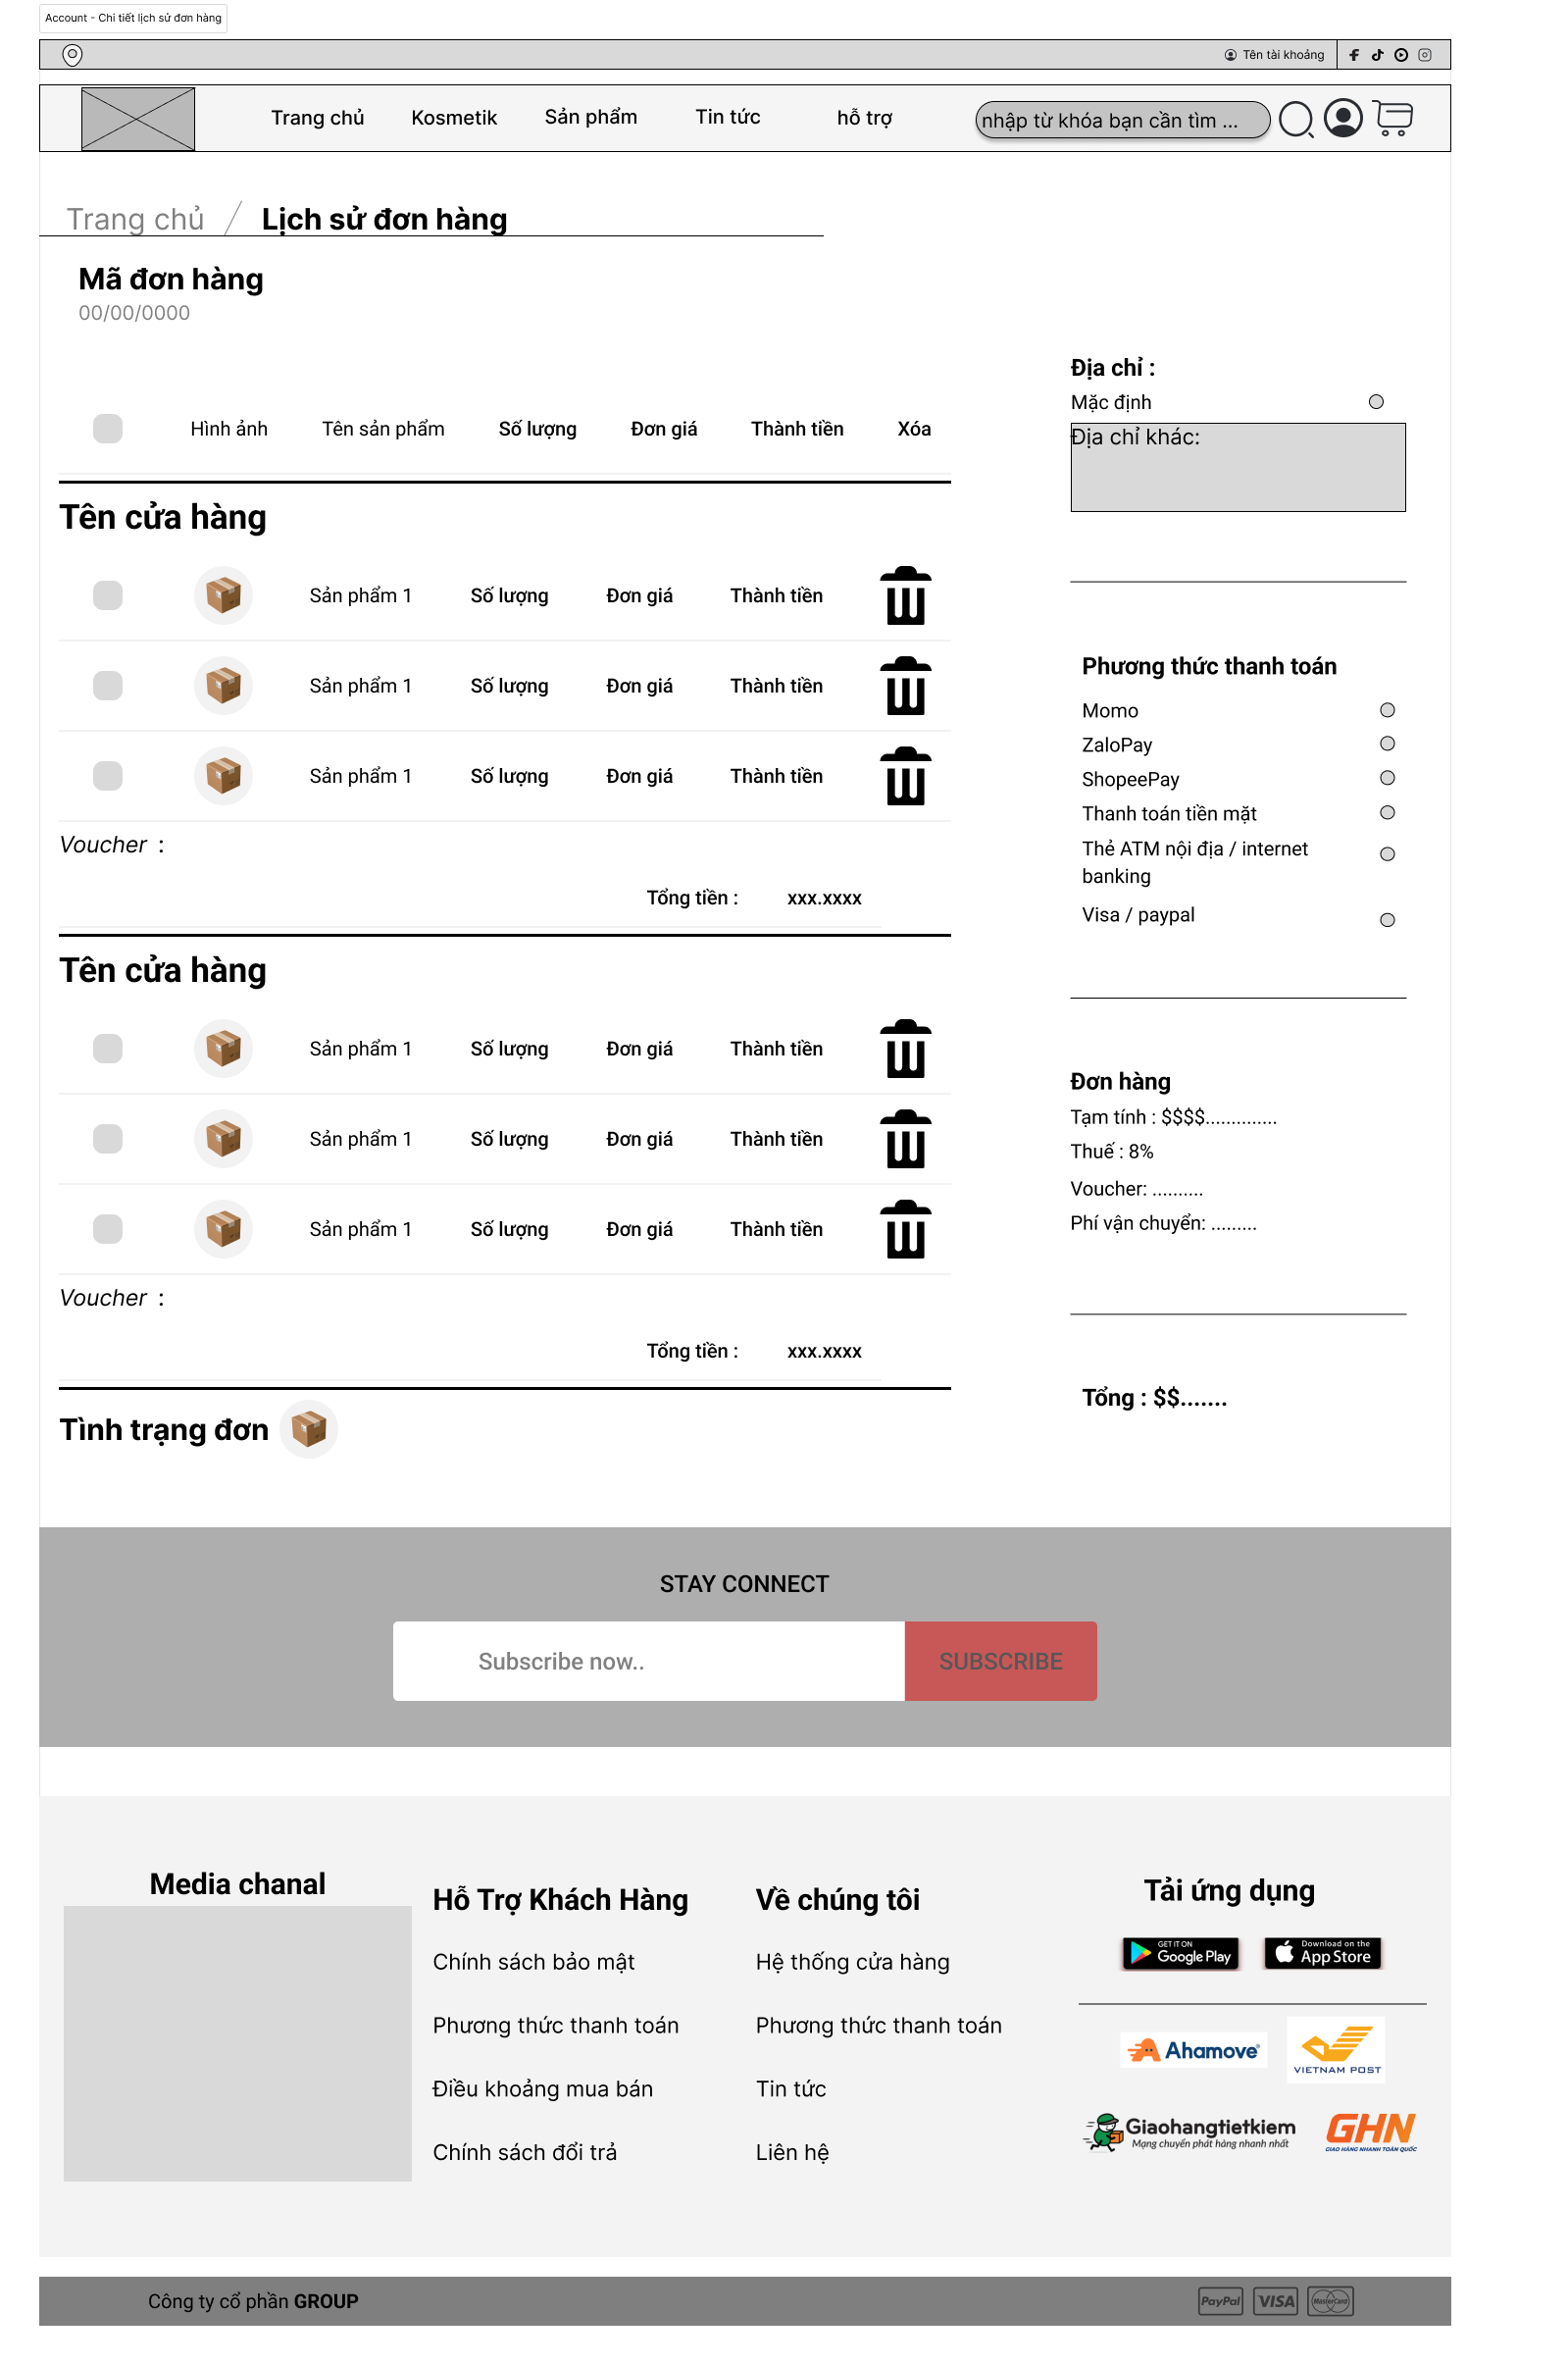 Account - Chi tiết lịch sử đơn hàng
Tên tài khoảng
Trang chủ Kosmetik Sản phẩm Tin tức hỗ trợ nhập từ khóa bạn cần tìm ...
Trang chủ / Lịch sử đơn hàng
Mã đơn hàng
00/00/0000
Hình ảnh Tên sản phẩm Số lượng Đơn giá Thành tiền Xóa
Tên cửa hàng
Sản phẩm 1 Số lượng Đơn giá Thành tiền
Sản phẩm 1 Số lượng Đơn giá Thành tiền
Sản phẩm 1 Số lượng Đơn giá Thành tiền
Voucher :
Tổng tiền : xxx.xxxx
Tên cửa hàng
Sản phẩm 1 Số lượng Đơn giá Thành tiền
Sản phẩm 1 Số lượng Đơn giá Thành tiền
Sản phẩm 1 Số lượng Đơn giá Thành tiền
Voucher :
Tổng tiền : xxx.xxxx
Tình trạng đơn
Địa chỉ :
Mặc định
Địa chỉ khác:
Phương thức thanh toán
Momo
ZaloPay
ShopeePay
Thanh toán tiền mặt
Thẻ ATM nội địa / internet
banking
Visa / paypal
Đơn hàng
Tạm tính : $$$$..............
Thuế : 8%
Voucher: ..........
Phí vận chuyển: .........
Tổng : $$.......
STAY CONNECT
Subscribe now.. SUBSCRIBE
Media chanal
Hỗ Trợ Khách Hàng
Chính sách bảo mật
Phương thức thanh toán
Điều khoảng mua bán
Chính sách đổi trả
Về chúng tôi
Hệ thống cửa hàng
Phương thức thanh toán
Tin tức
Liên hệ
Tải ứng dụng
GET IT ON
Google Play
Download on the
App Store
Ahamove
VIETNAM POST
Giaohangtietkiem
Mạng chuyển phát hàng nhanh nhất
GHN
GIAO HÀNG NHANH TOÀN QUỐC
Công ty cổ phần GROUP
PayPal VISA MasterCard